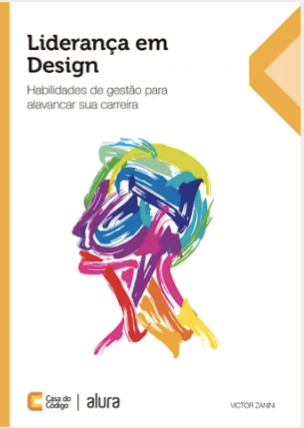 Liderança em
Design
Habilidades de gestão para
alavancar sua carreira
Casa do
Código
alura
VICTOR ZANINI